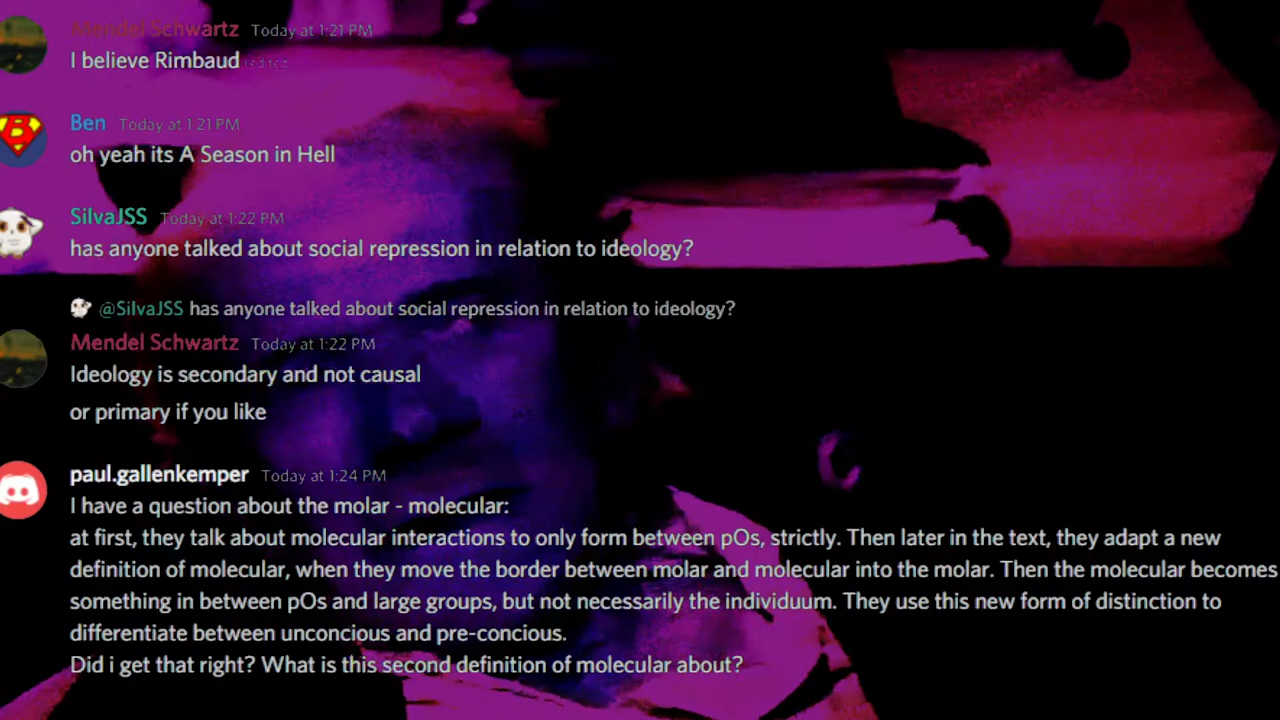 Mendel Schwartz Today at 1:21 PM
I believe Rimbaud (edited)
Ben Today at 1:21 PM
oh yeah its A Season in Hell
SilvaJSS Today at 1:22 PM
has anyone talked about social repression in relation to ideology?
@SilvaJSS has anyone talked about social repression in relation to ideology?
Mendel Schwartz Today at 1:22 PM
Ideology is secondary and not causal
or primary if you like
paul.gallenkemper Today at 1:24 PM
I have a question about the molar - molecular:
at first, they talk about molecular interactions to only form between pOs, strictly. Then later in the text, they adapt a new
definition of molecular, when they move the border between molar and molecular into the molar. Then the molecular becomes
something in between pOs and large groups, but not necessarily the individuum. They use this new form of distinction to
differentiate between unconcious and pre-concious.
Did i get that right? What is this second definition of molecular about?